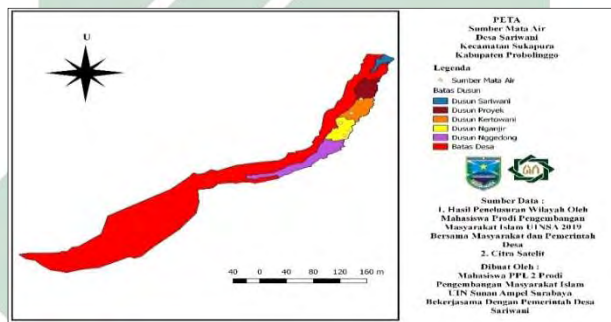 PETA
Sumber Mata Air
Desa Sariwani
Kecamatan Sukapura
Kabupaten Probolinggo
Legenda
Sumber Mata Air
Batas Dusun
Dusun Sariwani
Dusun Proyek
Dusun Kertowani
Dusun Nganjir
Dusun Nggedong
Batas Desa
Sumber Data :
1. Hasil Penelusuran Wilayah Oleh
Mahasiswa Prodi Pengembangan
Masyarakat Islam UINSA 2019
Bersama Masyarakat dan Pemerintah
Desa
2. Citra Satelit
Dibuat Oleh :
Mahasiswa PPL 2 Prodi
Pengembangan Masyarakat Islam
UIN Sunan Ampel Surabaya
Bekerjasama Dengan Pemerintah Desa
Sariwani
U
40 0 40 80 120 160 m